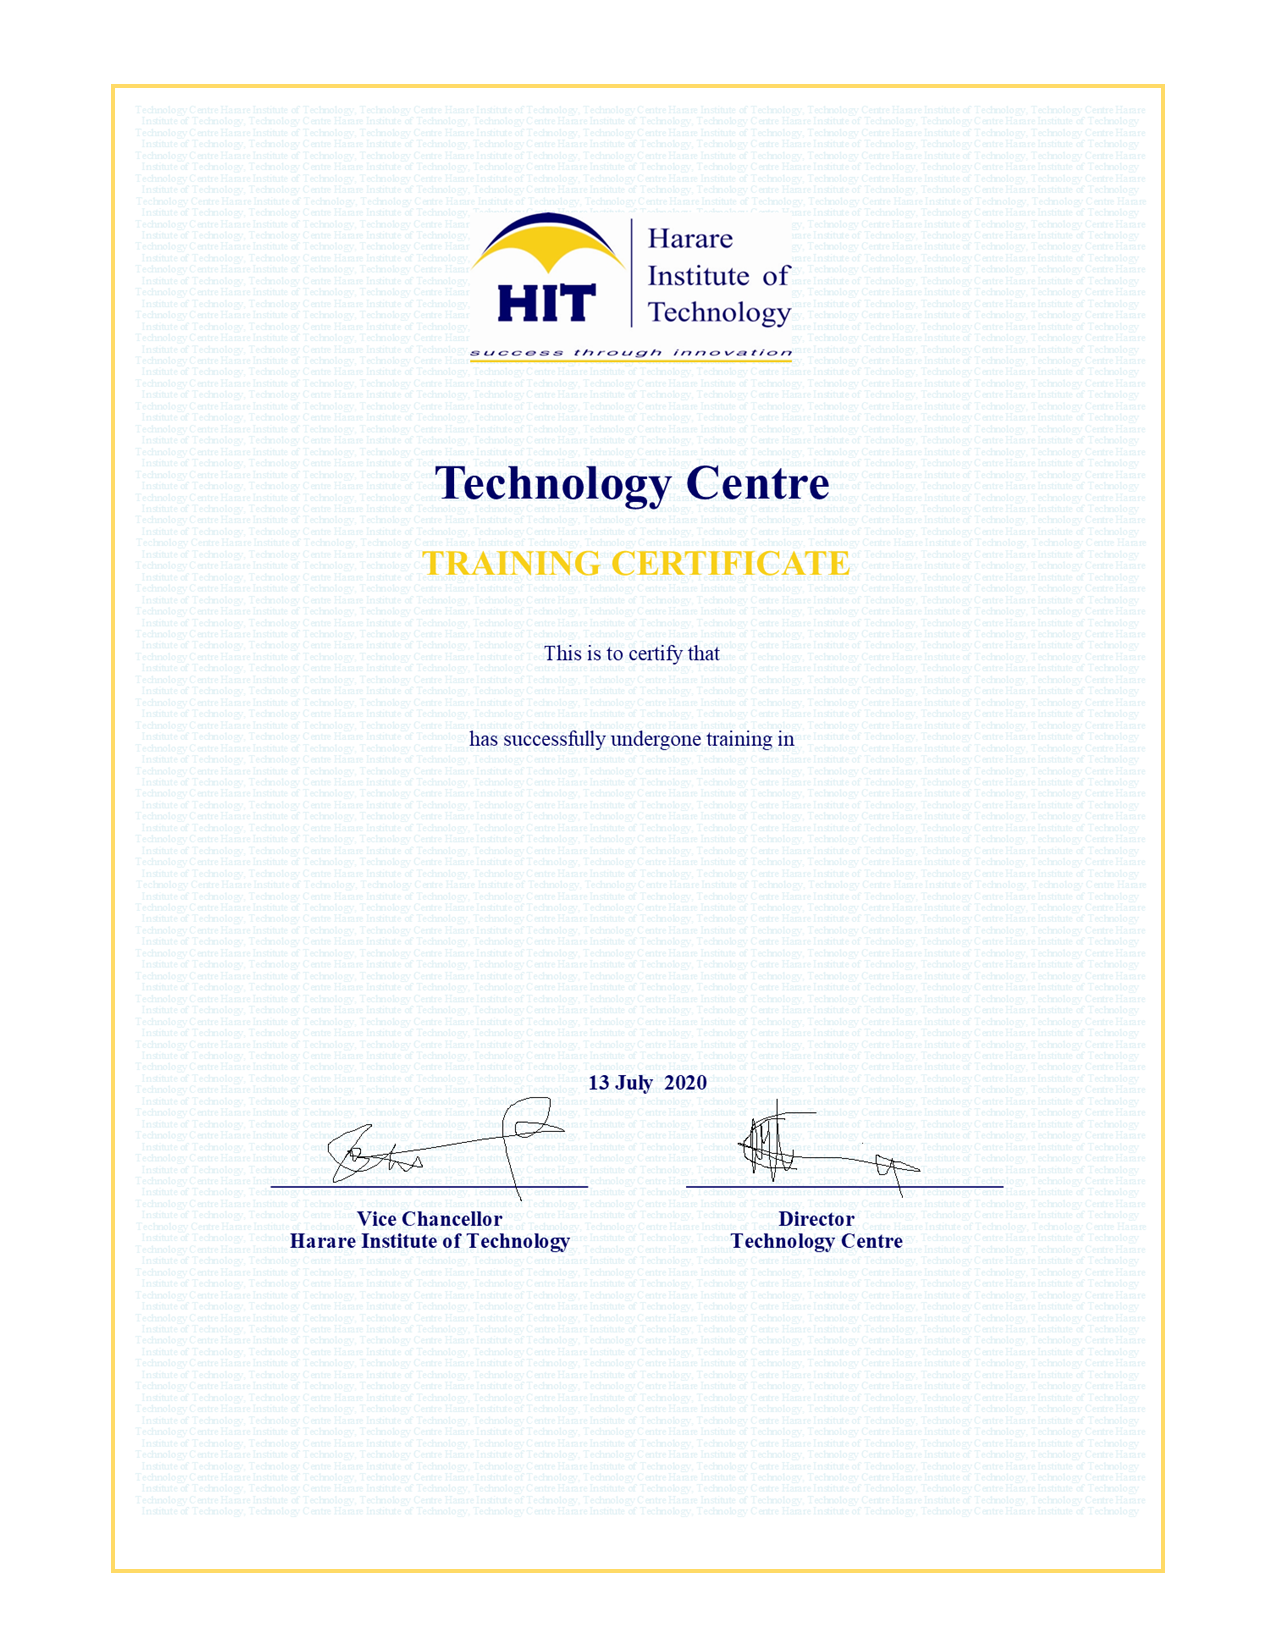 Harare
Institute of
Technology
HIT
success through innovation
Technology Centre
TRAINING CERTIFICATE
This is to certify that
has successfully undergone training in
13 July 2020
Vice Chancellor
Harare Institute of Technology
Director
Technology Centre